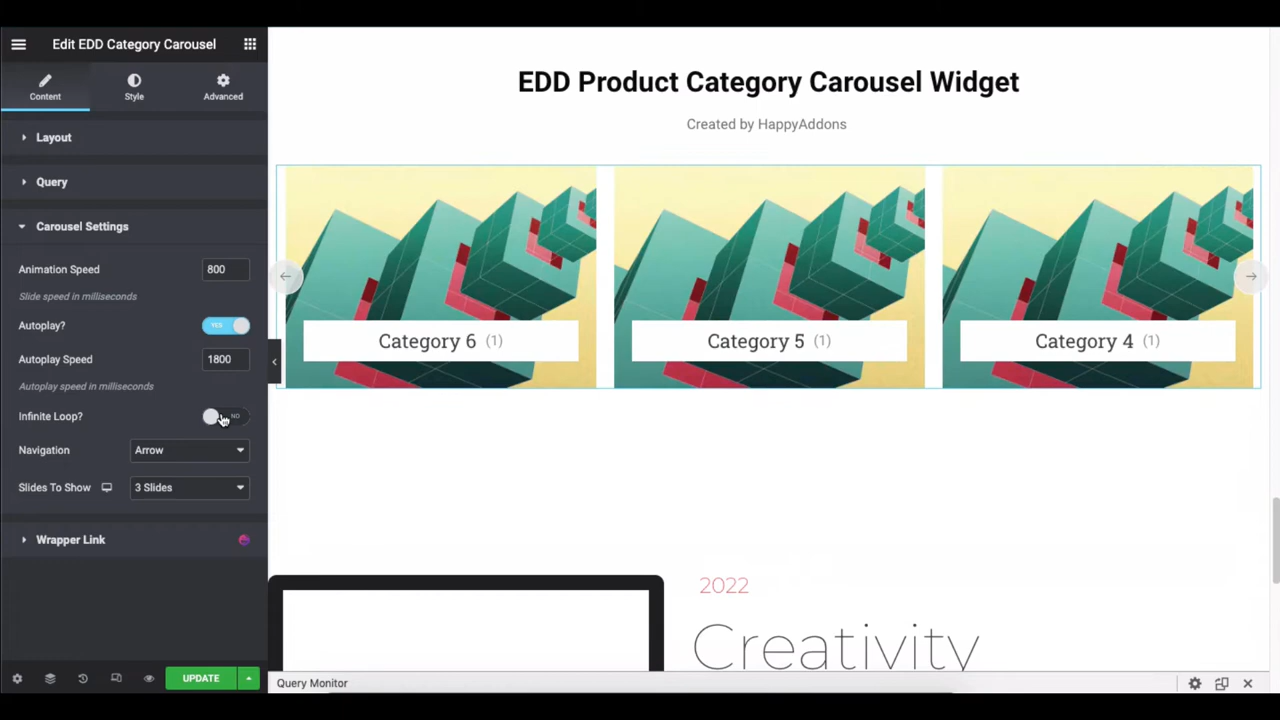 Edit EDD Category Carousel
Content
Style
Advanced
Layout
Query
Carousel Settings
Animation Speed
800
Slide speed in milliseconds
Autoplay?
YES
Autoplay Speed
1800
Autoplay speed in milliseconds
Infinite Loop?
NO
Navigation
Arrow
Slides To Show
3 Slides
Wrapper Link
UPDATE
EDD Product Category Carousel Widget
Created by HappyAddons
Category 6 (1)
Category 5 (1)
Category 4 (1)
2022
Creativity
Query Monitor